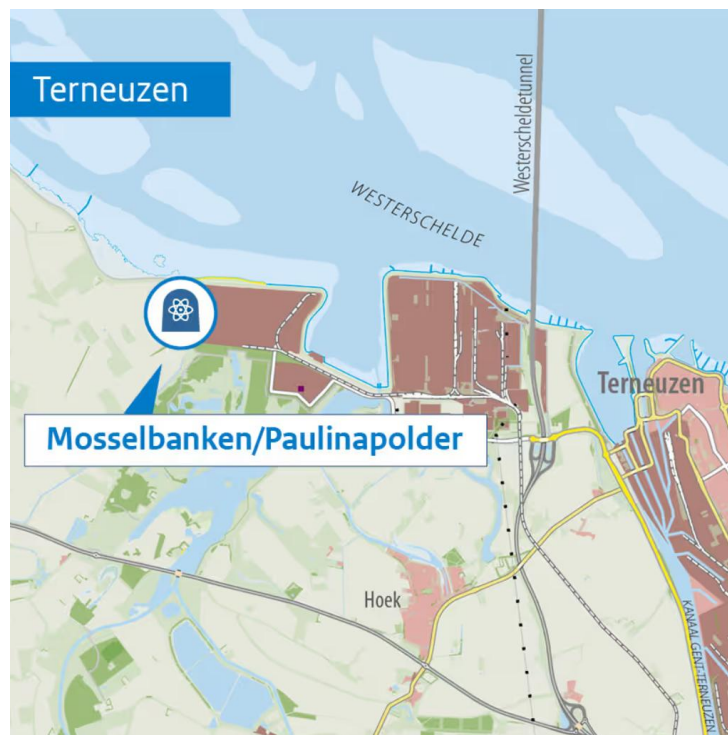 Terneuzen
Westerscheldetunnel
WESTERSCHELDE
Terneuzen
Mosselbanken/Paulinapolder
Hoek
KANAAL GENT-TERNEUZEN